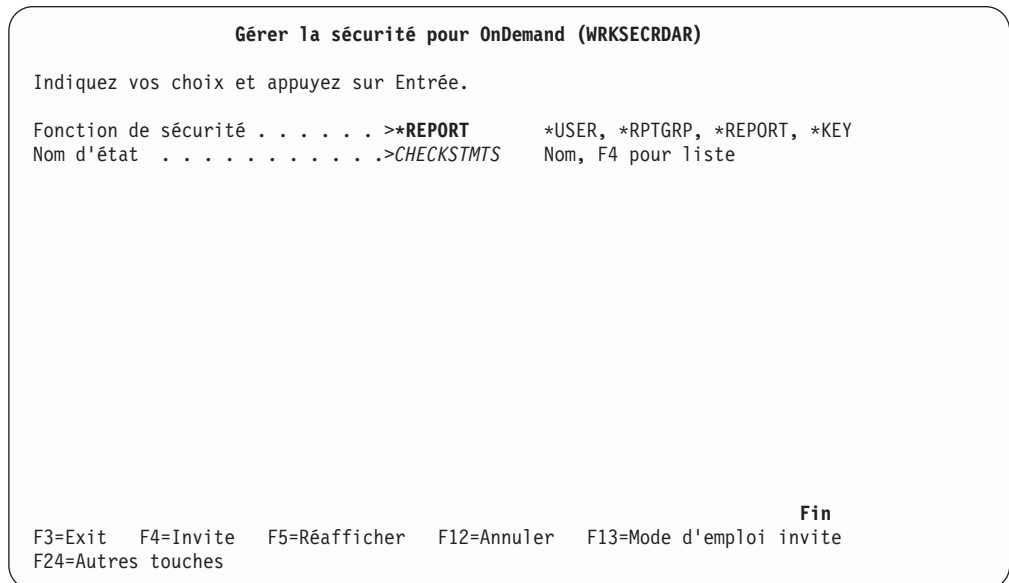 Gérer la sécurité pour OnDemand (WRKSECRDAR)
Indiquez vos choix et appuyez sur Entrée.
Fonction de sécurité . . . . . . >*REPORT *USER, *RPTGRP, *REPORT, *KEY
Nom d'état . . . . . . . . . . .>CHECKSTMTS Nom, F4 pour liste
Fin
F3=Exit F4=Invite F5=Réafficher F12=Annuler F13=Mode d'emploi invite
F24=Autres touches